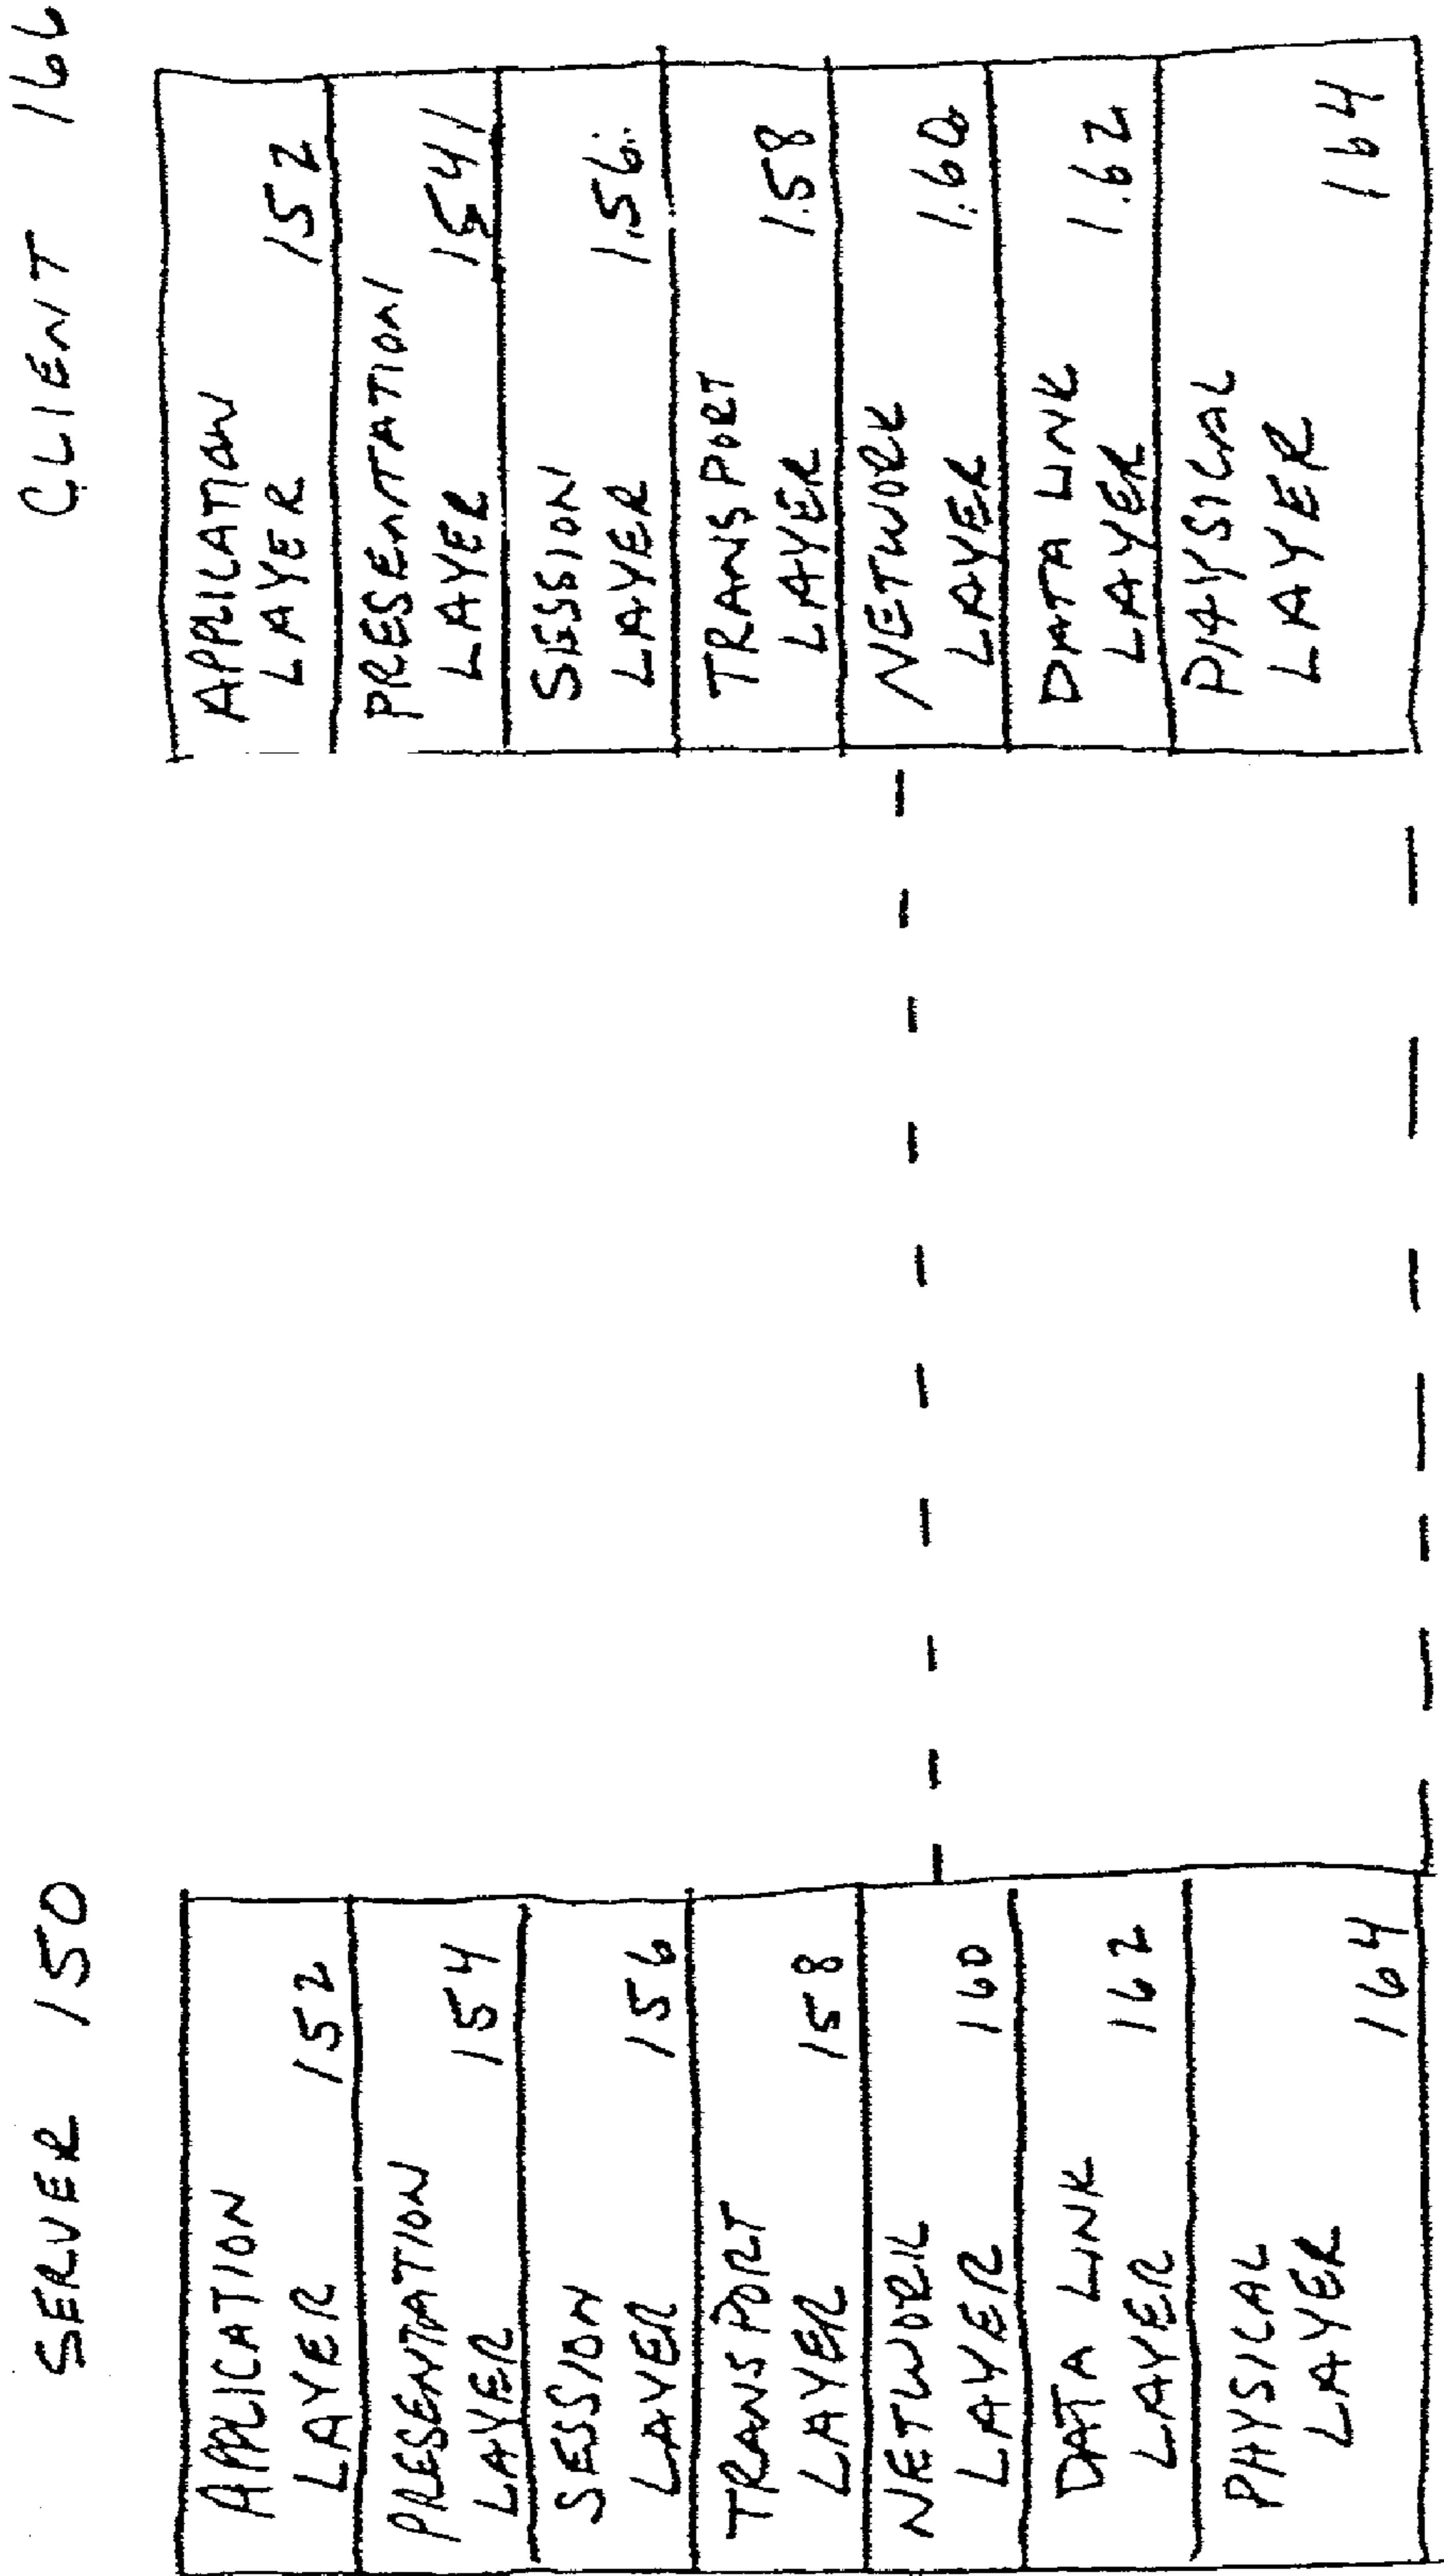 SERVER 150
APPLICATION
LAYER 152
PRESENTATION
LAYER 154
SESSION
LAYER 156
TRANSPORT
LAYER 158
NETWORK
LAYER 160
DATA LINK
LAYER 162
PHYSICAL
LAYER
164
CLIENT 166
APPLICATION
LAYER 152
PRESENTATION
LAYER 154
SESSION
LAYER 156
TRANSPORT
LAYER 158
NETWORK
LAYER 160
DATA LINK
LAYER 162
PHYSICAL
LAYER
164